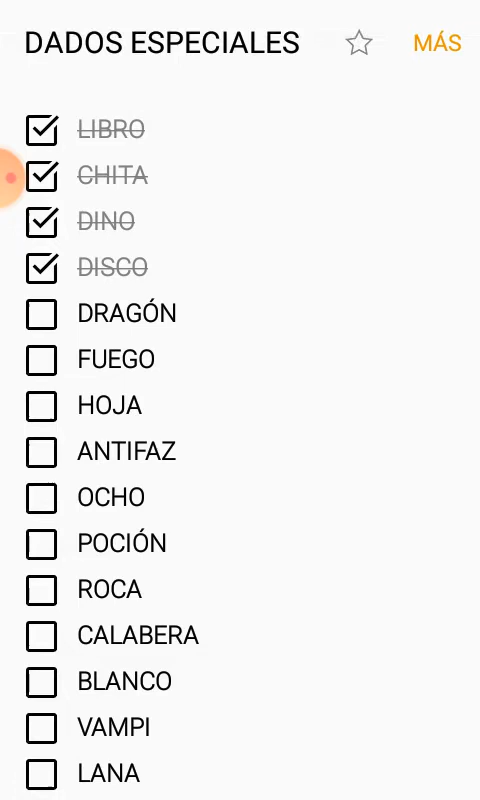 DADOS ESPECIALES
MÁS
LIBRO
CHITA
DINO
DISCO
DRAGÓN
FUEGO
HOJA
ANTIFAZ
OCHO
POCIÓN
ROCA
CALABERA
BLANCO
VAMPI
LANA